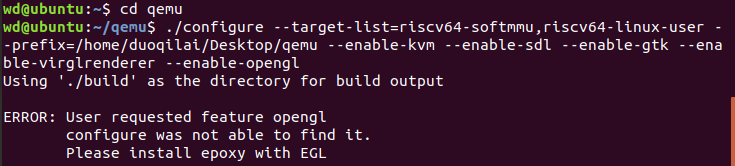 wd@ubuntu:~$ cd qemu
wd@ubuntu:~/qemu$ ./configure --target-list=riscv64-softmmu,riscv64-linux-user -
-prefix=/home/duoqilai/Desktop/qemu --enable-kvm --enable-sdl --enable-gtk --ena
ble-virglrenderer --enable-opengl
Using './build' as the directory for build output

ERROR: User requested feature opengl
       configure was not able to find it.
       Please install epoxy with EGL